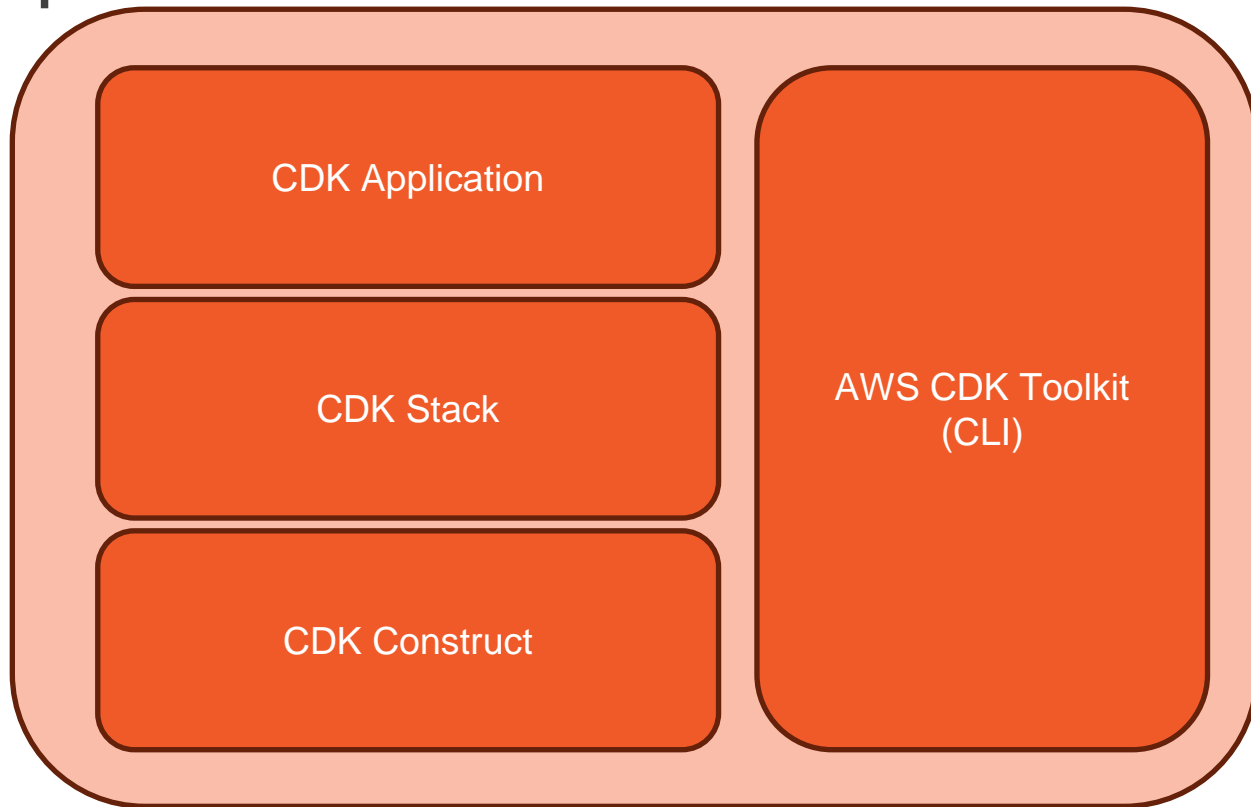 CDK Application
CDK Stack
CDK Construct
AWS CDK Toolkit
(CLI)